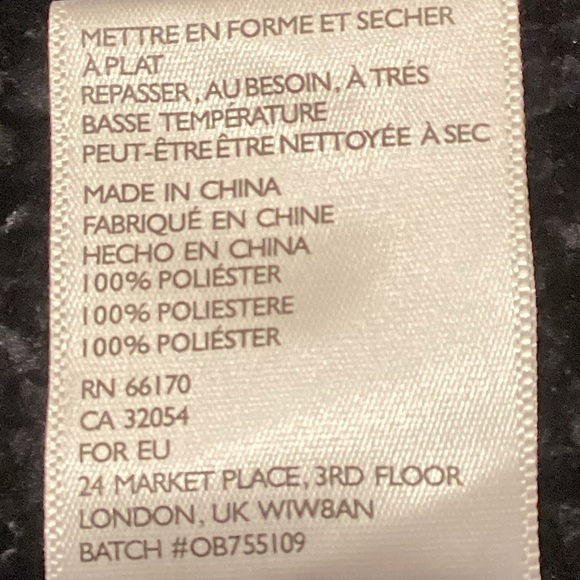 METTRE EN FORME ET SECHER
À PLAT
REPASSER, AU BESOIN, À TRÉS
BASSE TEMPÉRATURE
PEUT-ÊTRE ÊTRE NETTOYÉE À SEC
MADE IN CHINA
FABRIQUÉ EN CHINE
HECHO EN CHINA
100% POLIÉSTER
100% POLIESTERE
100% POLIÉSTER
RN 66170
CA 32054
FOR EU
24 MARKET PLACE, 3RD FLOOR
LONDON, UK WIW8AN
BATCH #OB755109